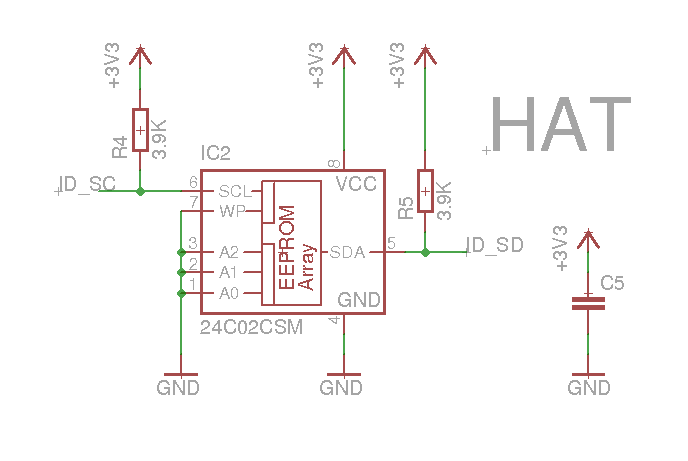 +3V3
+3V3
+3V3
HAT
R4
3.9K
IC2
8
VCC
ID_SC
6
SCL
7
WP
R5
3.9K
EEPROM
Array
3
A2
2
A1
1
A0
SDA
5
ID_SD
+3V3
C5
GND
4
24C02CSM
GND
GND
GND